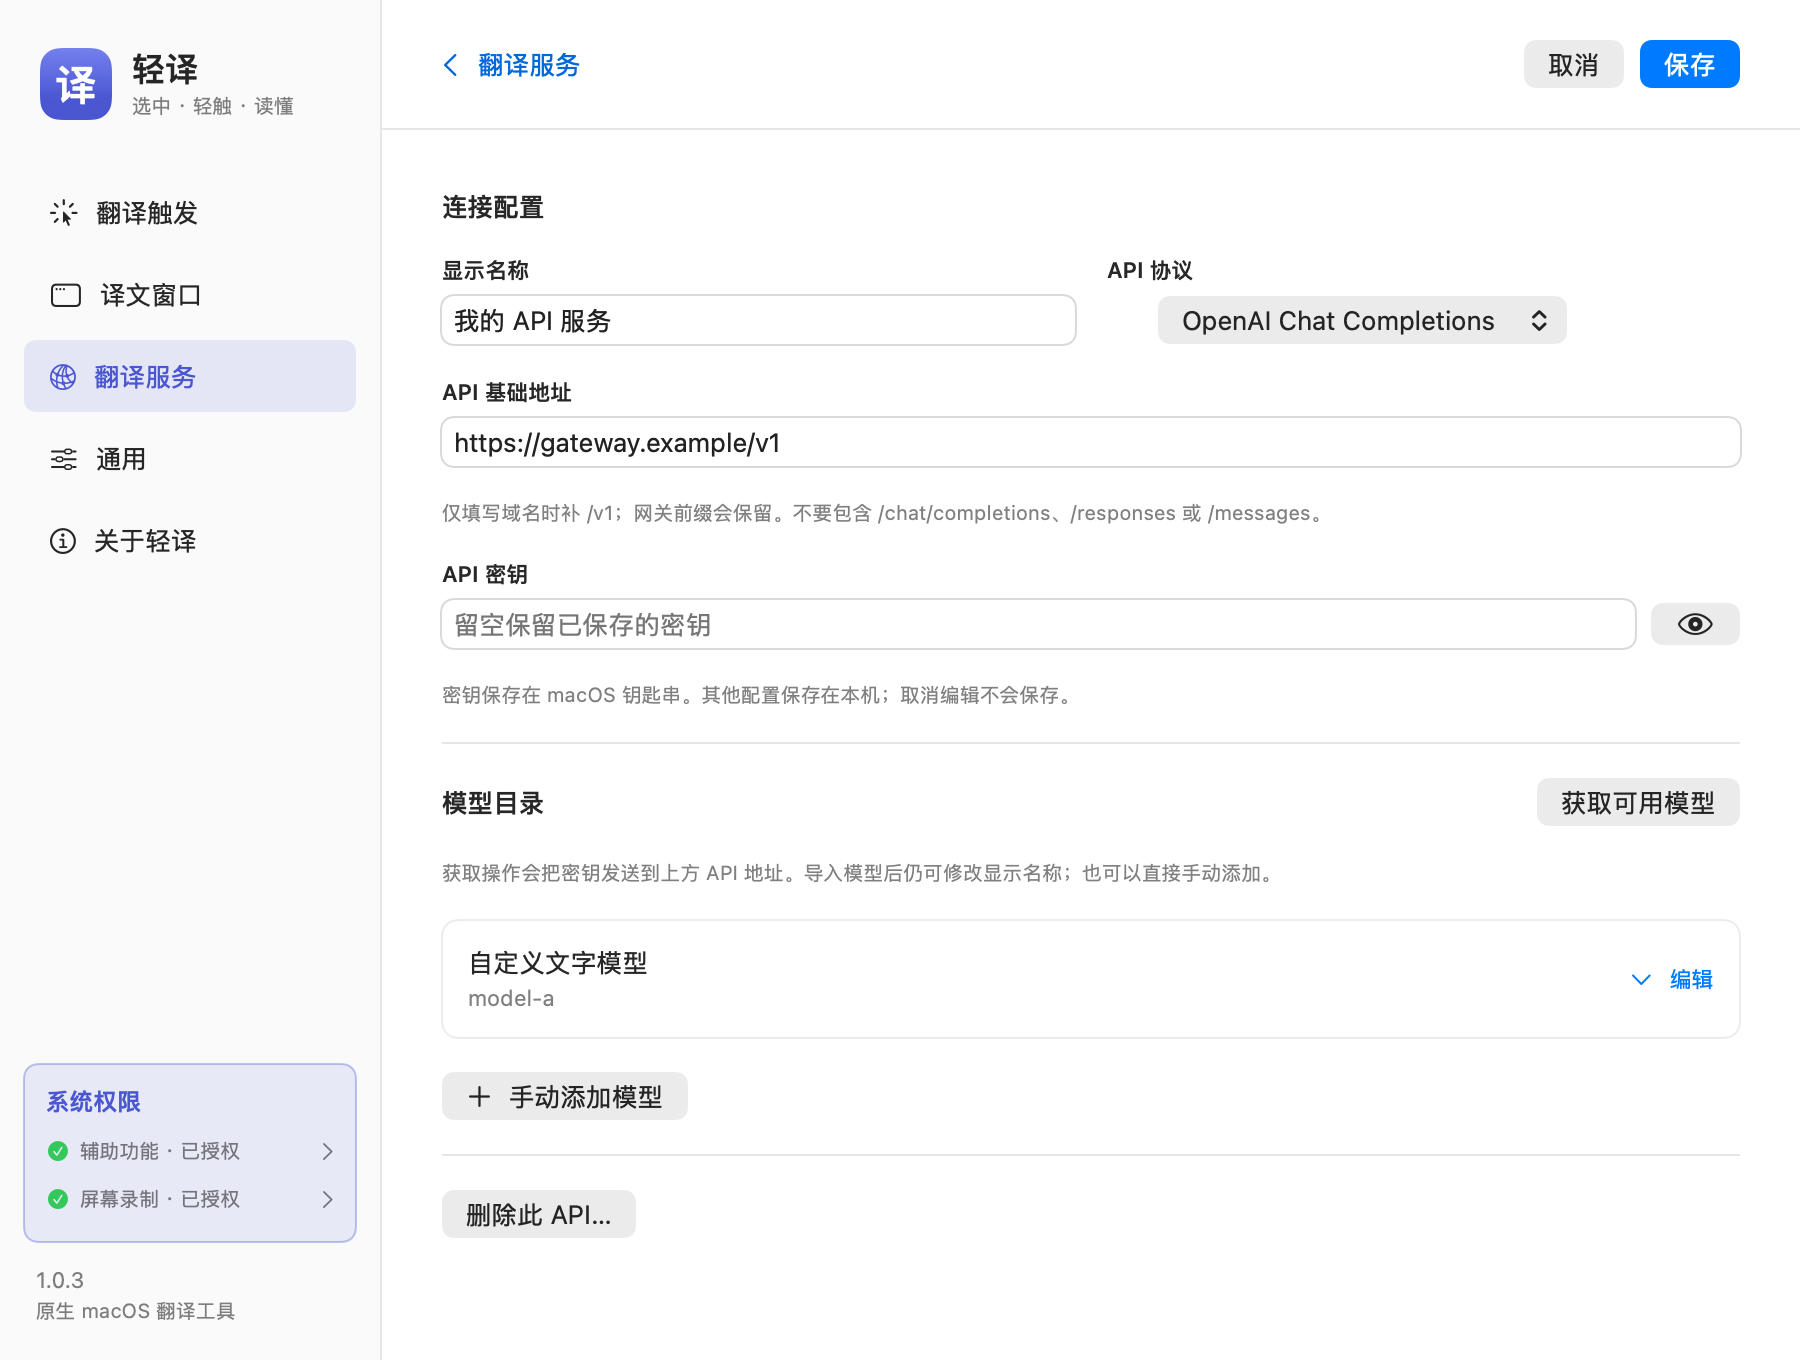 译
轻译
选中 · 轻触 · 读懂
翻译触发
译文窗口
翻译服务
通用
关于轻译
系统权限
辅助功能 · 已授权
屏幕录制 · 已授权
1.0.3
原生 macOS 翻译工具
翻译服务
取消
保存
连接配置
显示名称
API 协议
我的 API 服务
OpenAI Chat Completions
API 基础地址
https://gateway.example/v1
仅填写域名时补 /v1；网关前缀会保留。不要包含 /chat/completions、/responses 或 /messages。
API 密钥
留空保留已保存的密钥
密钥保存在 macOS 钥匙串。其他配置保存在本机；取消编辑不会保存。
模型目录
获取可用模型
获取操作会把密钥发送到上方 API 地址。导入模型后仍可修改显示名称；也可以直接手动添加。
自定义文字模型
model-a
编辑
手动添加模型
删除此 API...